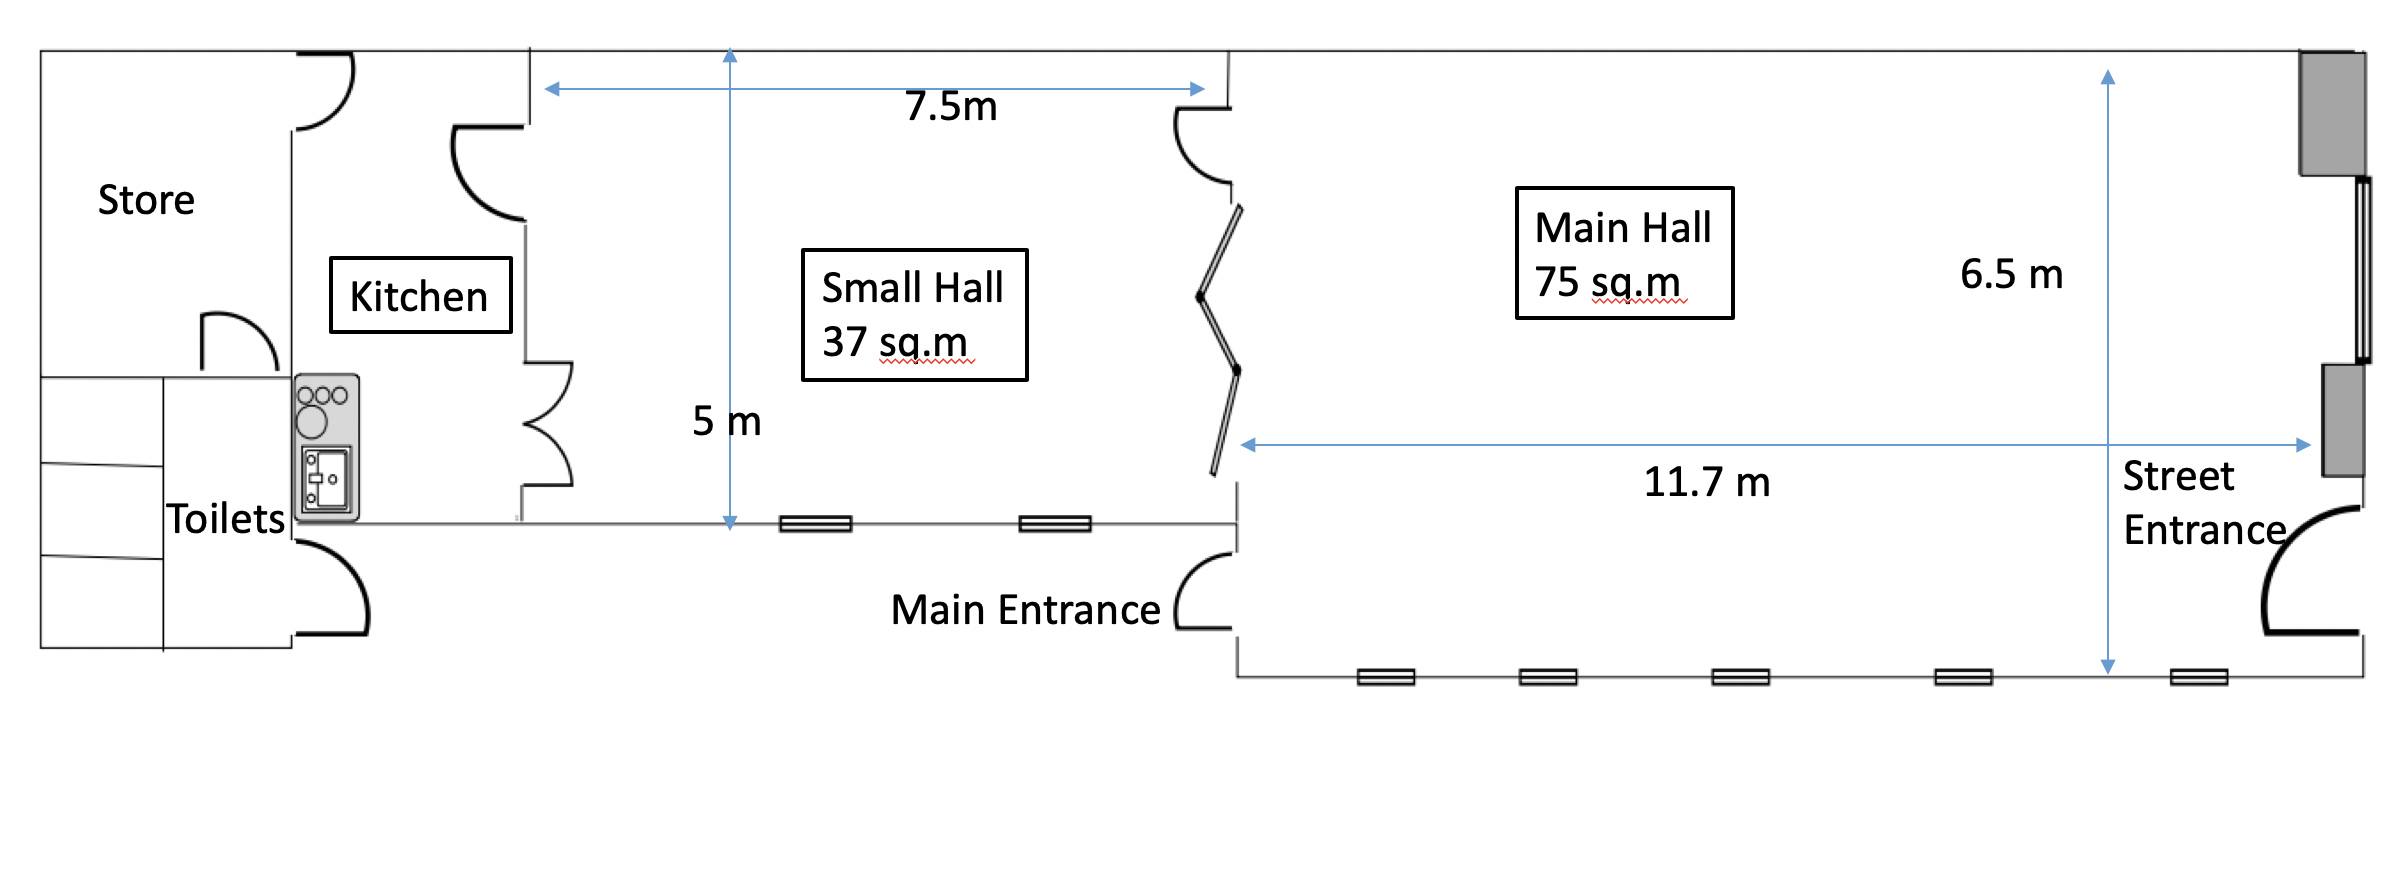 7.5m
Store
Kitchen
Small Hall
37 sq.m
Main Hall
75 sq.m
6.5 m
5 m
11.7 m
Street
Entrance
Toilets
Main Entrance